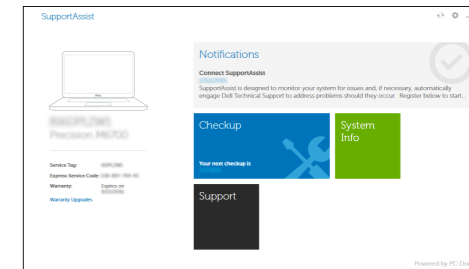 SupportAssist
Notifications
Connect SupportAssist
SupportAssist is designed to monitor your system for issues and, if necessary, automatically
engage Dell Technical Support to address problems should they occur. Register below to start...
Checkup
Your next checkup is
System
Info
Support
Precision M6700
Service Tag:
Express Service Code:
Warranty: Expires on
Warranty Upgrades
Powered by PC-Doc